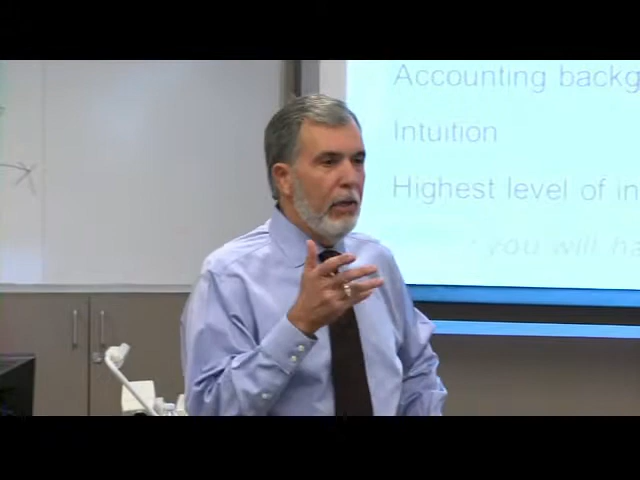 Accounting backg
Intuition
Highest level of in
you will ha